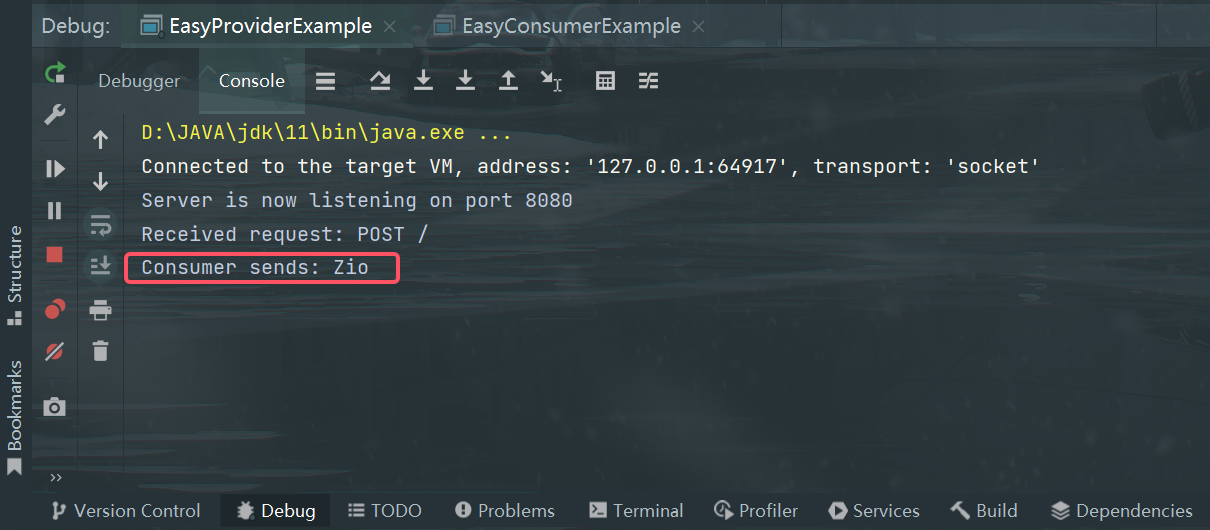 Debug: EasyProviderExample EasyConsumerExample
Debugger Console
D:\JAVA\jdk\11\bin\java.exe ...
Connected to the target VM, address: '127.0.0.1:64917', transport: 'socket'
Server is now listening on port 8080
Received request: POST /
Consumer sends: Zio
Structure
Bookmarks
Version Control Debug TODO Problems Terminal Profiler Services Build Dependencies